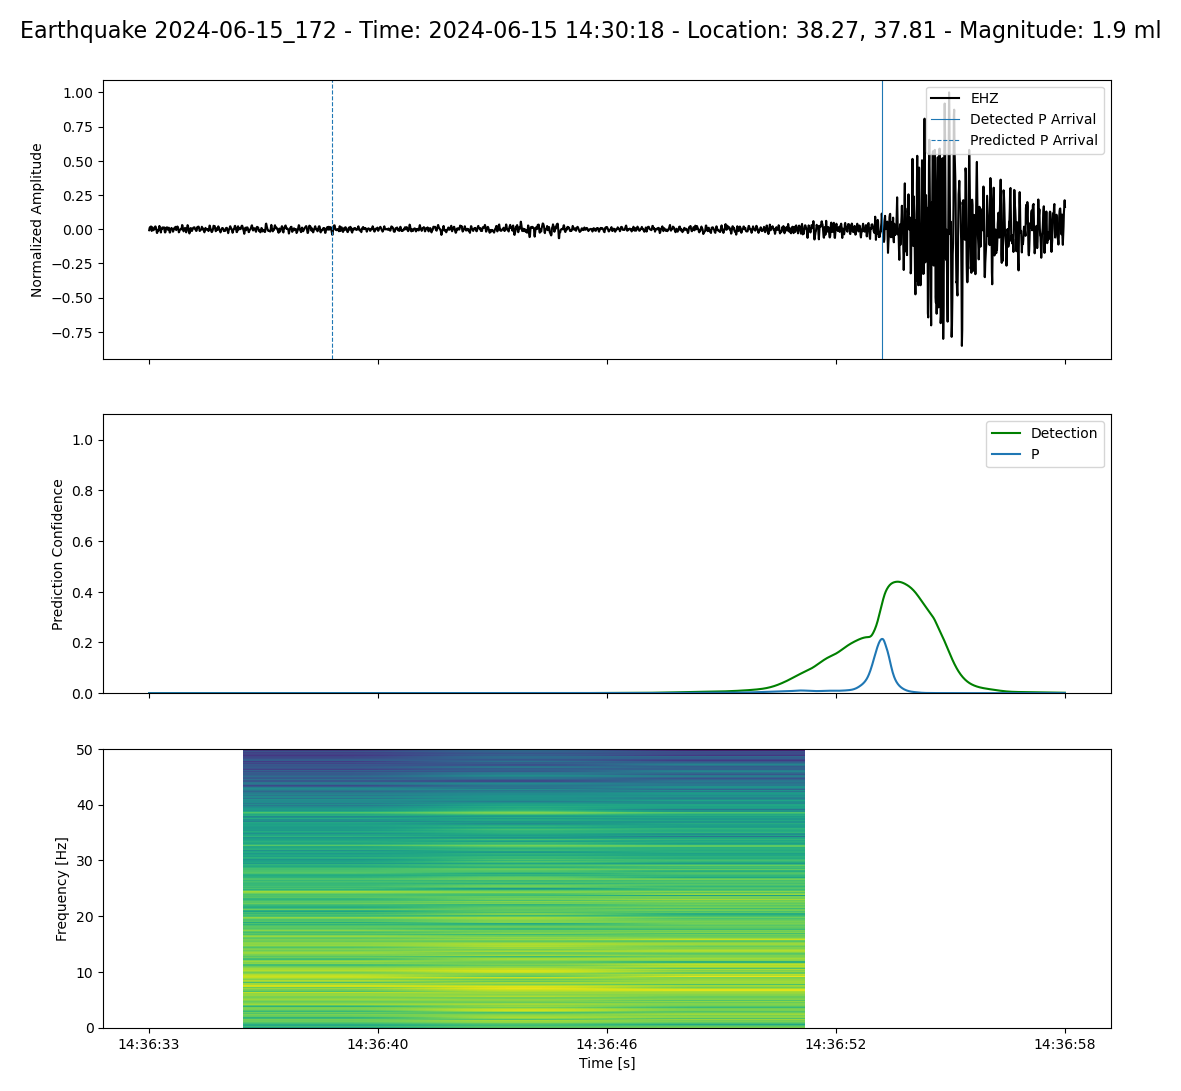 Earthquake 2024-06-15_172 - Time: 2024-06-15 14:30:18 - Location: 38.27, 37.81 - Magnitude: 1.9 ml
Normalized Amplitude
1.00
0.75
0.50
0.25
0.00
−0.25
−0.50
−0.75
EHZ
Detected P Arrival
Predicted P Arrival
Prediction Confidence
1.0
0.8
0.6
0.4
0.2
0.0
Detection
P
Frequency [Hz]
50
40
30
20
10
0
14:36:33 14:36:40 14:36:46 14:36:52 14:36:58
Time [s]